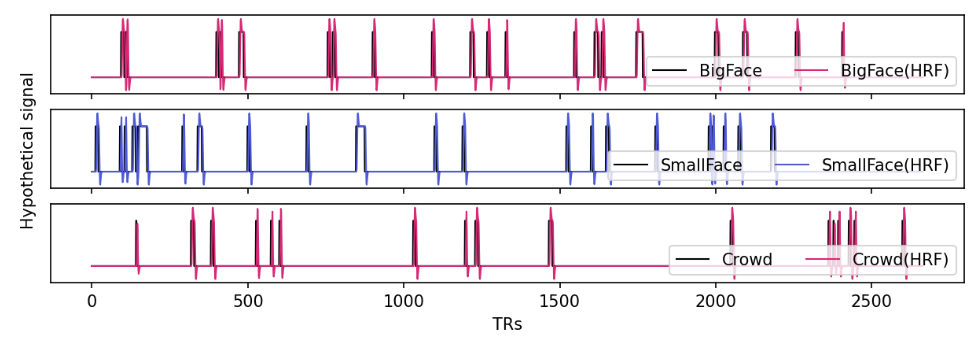 Hypothetical signal
BigFace BigFace(HRF)
SmallFace SmallFace(HRF)
Crowd Crowd(HRF)
0 500 1000 1500 2000 2500
TRs